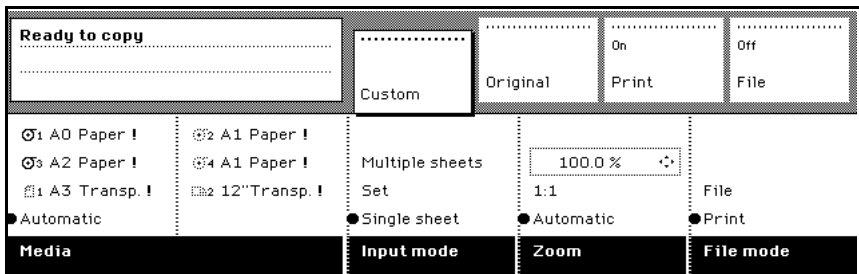 Ready to copy
Custom
Original
On
Print
Off
File
1 A0 Paper !
2 A1 Paper !
3 A2 Paper !
4 A1 Paper !
1 A3 Transp. !
2 12"Transp. !
Automatic
Multiple sheets
Set
Single sheet
100.0 %
1:1
Automatic
File
Print
Media
Input mode
Zoom
File mode